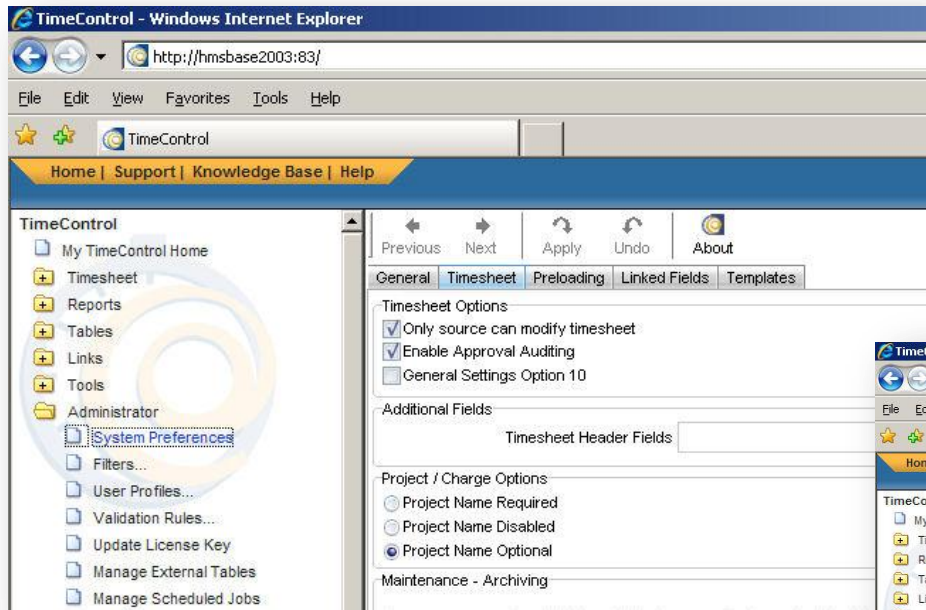 TimeControl - Windows Internet Explorer
http://hmsbase2003:83/
File Edit View Favorites Tools Help
TimeControl
Home | Support | Knowledge Base | Help
TimeControl
My TimeControl Home
Timesheet
Reports
Tables
Links
Tools
Administrator
System Preferences
Filters...
User Profiles...
Validation Rules...
Update License Key
Manage External Tables
Manage Scheduled Jobs
Previous Next Apply Undo About
General Timesheet Preloading Linked Fields Templates
Timesheet Options
Only source can modify timesheet
Enable Approval Auditing
General Settings Option 10
Additional Fields
Timesheet Header Fields
Project / Charge Options
Project Name Required
Project Name Disabled
Project Name Optional
Maintenance - Archiving
File
TimeCo
My